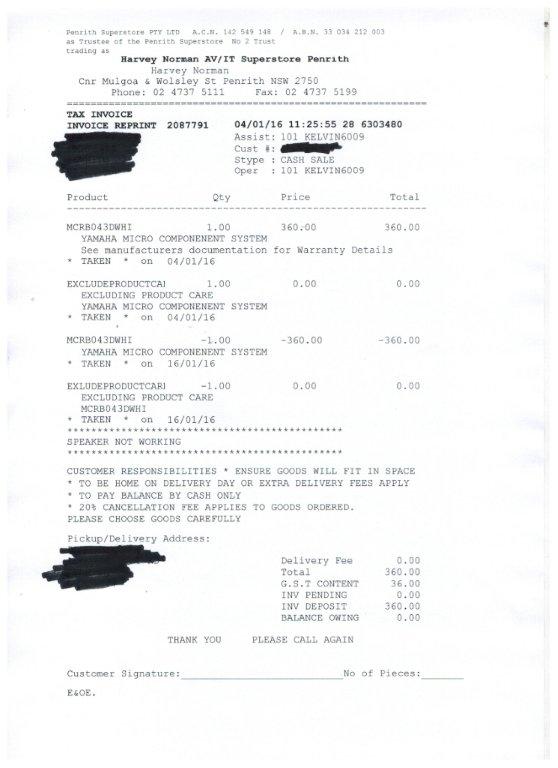 Penrith Superstore PTY LTD A.C.N. 142 549 148 / A.B.N. 33 034 212 003
as Trustee of the Penrith Superstore No 2 Trust
trading as
Harvey Norman AV/IT Superstore Penrith
Harvey Norman
Cnr Mulgoa & Wolsley St Penrith NSW 2750
Phone: 02 4737 5111 Fax: 02 4737 5199
TAX INVOICE
INVOICE REPRINT 2087791 04/01/16 11:25:55 28 6303480
Assist: 101 KELVIN6009
Cust #:
Stype : CASH SALE
Oper : 101 KELVIN6009
Product Qty Price Total
MCRB043DWHI 1.00 360.00 360.00
YAMAHA MICRO COMPONENENT SYSTEM
See manufacturers documentation for Warranty Details
* TAKEN * on 04/01/16
EXCLUDEPRODUCTCAI 1.00 0.00 0.00
EXCLUDING PRODUCT CARE
YAMAHA MICRO COMPONENENT SYSTEM
* TAKEN * on 04/01/16
MCRB043DWHI -1.00 -360.00 -360.00
YAMAHA MICRO COMPONENENT SYSTEM
* TAKEN * on 16/01/16
EXLUDEPRODUCTCARI -1.00 0.00 0.00
EXCLUDING PRODUCT CARE
MCRB043DWHI
* TAKEN * on 16/01/16
***********************************************
SPEAKER NOT WORKING
***********************************************
CUSTOMER RESPONSIBILITIES * ENSURE GOODS WILL FIT IN SPACE
* TO BE HOME ON DELIVERY DAY OR EXTRA DELIVERY FEES APPLY
* TO PAY BALANCE BY CASH ONLY
* 20% CANCELLATION FEE APPLIES TO GOODS ORDERED.
PLEASE CHOOSE GOODS CAREFULLY
Pickup/Delivery Address:
Delivery Fee 0.00
Total 360.00
G.S.T CONTENT 36.00
INV PENDING 0.00
INV DEPOSIT 360.00
BALANCE OWING 0.00
THANK YOU PLEASE CALL AGAIN
Customer Signature: No of Pieces:
E&OE.